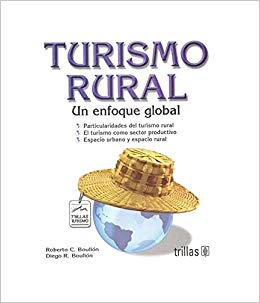 TURISMO
RURAL
Un enfoque global
• Particularidades del turismo rural
• El turismo como sector productivo
• Espacio urbano y espacio rural
TRILLAS
TURISMO
Roberto C. Boullón
Diego R. Boullón
trillas